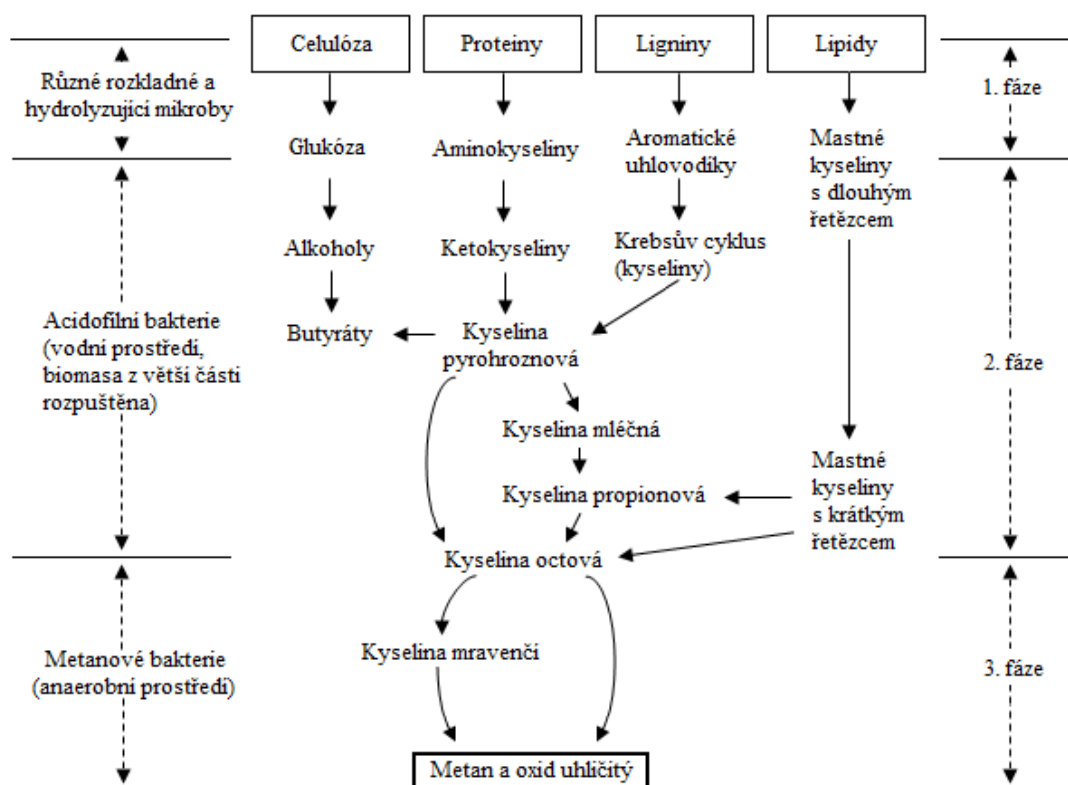 Celulóza
Proteiny
Ligniny
Lipídy
Různé rozkladné a
hydrolyzující mikroby
1. fáze
Glukóza
Aminokyseliny
Aromatické
uhlovodíky
Mastné
kyseliny
s dlouhým
řetězcem
Alkoholy
Ketokyseliny
Krebsův cyklus
(kyseliny)
Acidofilní bakterie
(vodní prostředí,
biomasa z větší části
rozpuštěna)
Butyráty
Kyselina
pyrohroznová
2. fáze
Kyselina mléčná
Kyselina propionová
Mastné
kyseliny
s krátkým
řetězcem
Kyselina octová
Metanové bakterie
(anaerobní prostředí)
Kyselina mravenčí
3. fáze
Metan a oxid uhličitý